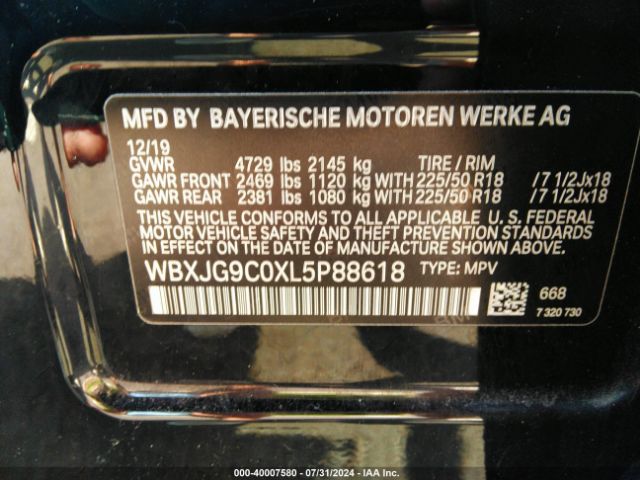 MFD BY BAYERISCHE MOTOREN WERKE AG
12/19
GVWR 4729 lbs 2145 kg TIRE / RIM
GAWR FRONT 2469 lbs 1120 kg WITH 225/50 R18 /7 1/2Jx18
GAWR REAR 2381 lbs 1080 kg WITH 225/50 R18 /7 1/2Jx18
THIS VEHICLE CONFORMS TO ALL APPLICABLE U. S. FEDERAL
MOTOR VEHICLE SAFETY AND THEFT PREVENTION STANDARDS
IN EFFECT ON THE DATE OF MANUFACTURE SHOWN ABOVE.
WBXJG9C0XL5P88618 TYPE: MPV
668
7 320 730
000-40007580 - 07/31/2024 - IAA Inc.